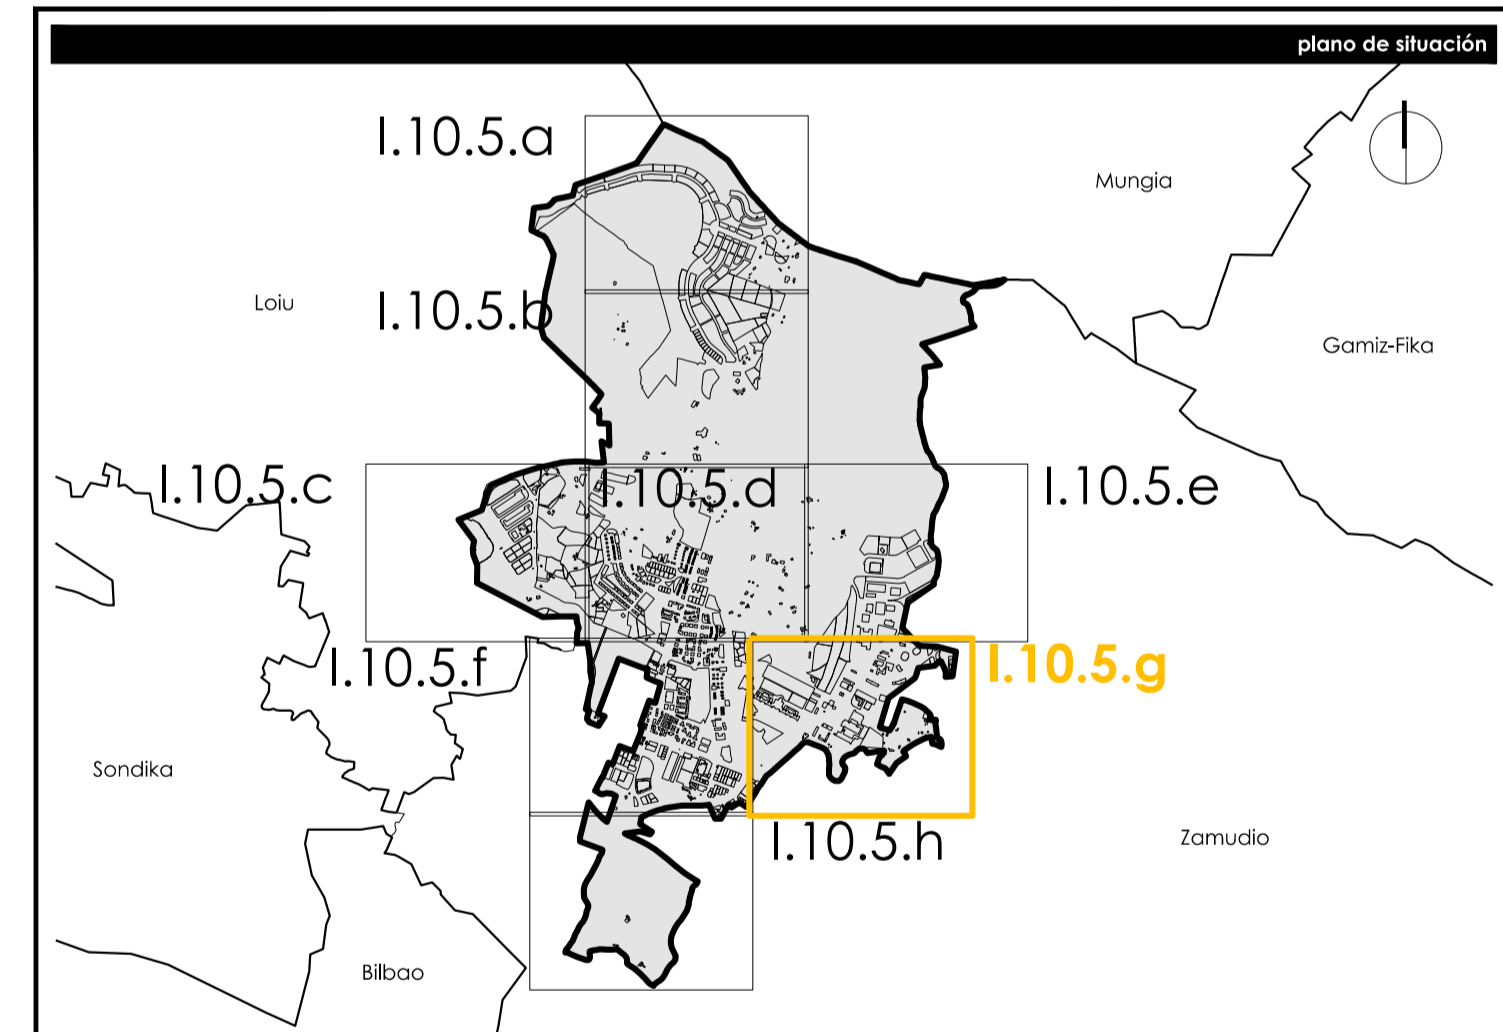 plano de situación
I.10.5.a
Mungia
Loiu
I.10.5.b
Gamiz-Fika
I.10.5.c
I.10.5.d
I.10.5.e
I.10.5.f
I.10.5.g
Sondika
I.10.5.h
Zamudio
Bilbao